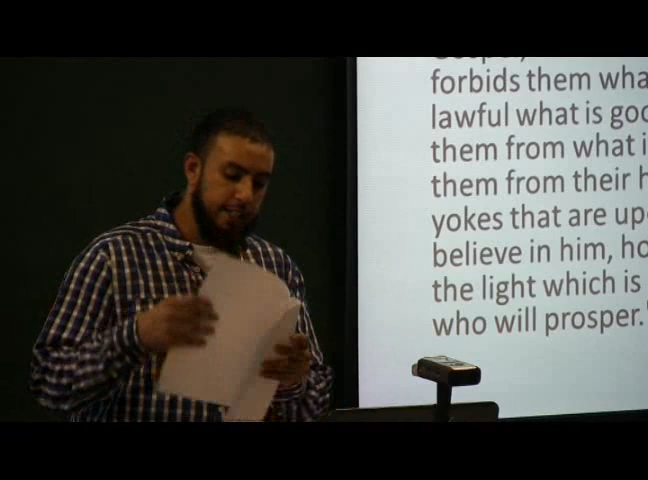 forbids them wha
lawful what is goo
them from what i
them from their h
yokes that are up
believe in him, ho
the light which is
who will prosper."